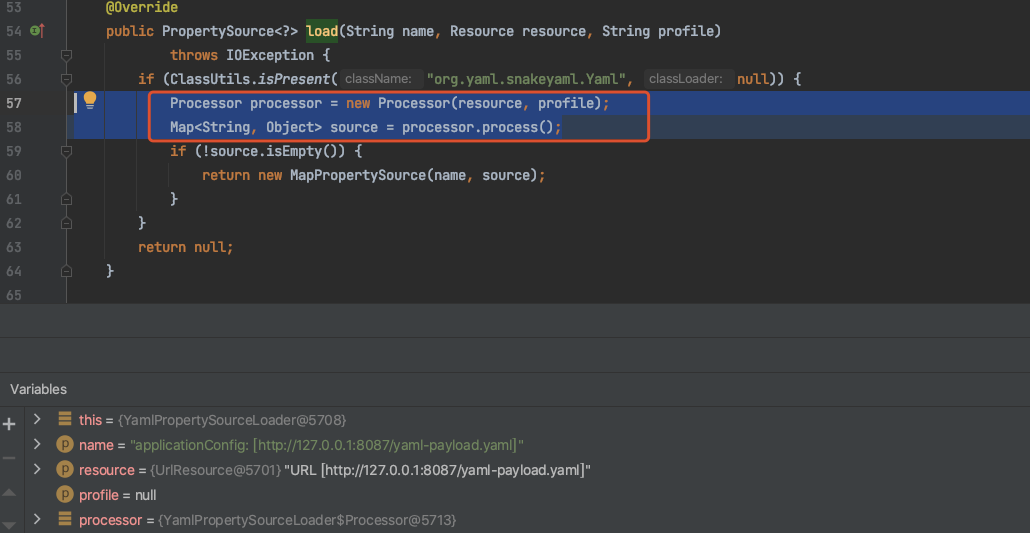 53 @Override
54 public PropertySource<?> load(String name, Resource resource, String profile)
55 throws IOException {
56 if (ClassUtils.isPresent( className: "org.yaml.snakeyaml.Yaml", classLoader: null)) {
57 Processor processor = new Processor(resource, profile);
58 Map<String, Object> source = processor.process();
59 if (!source.isEmpty()) {
60 return new MapPropertySource(name, source);
61 }
62 }
63 return null;
64 }
65
Variables
this = {YamlPropertySourceLoader@5708}
p name = "applicationConfig: [http://127.0.0.1:8087/yaml-payload.yaml]"
p resource = {UrlResource@5701} "URL [http://127.0.0.1:8087/yaml-payload.yaml]"
p profile = null
processor = {YamlPropertySourceLoader$Processor@5713}